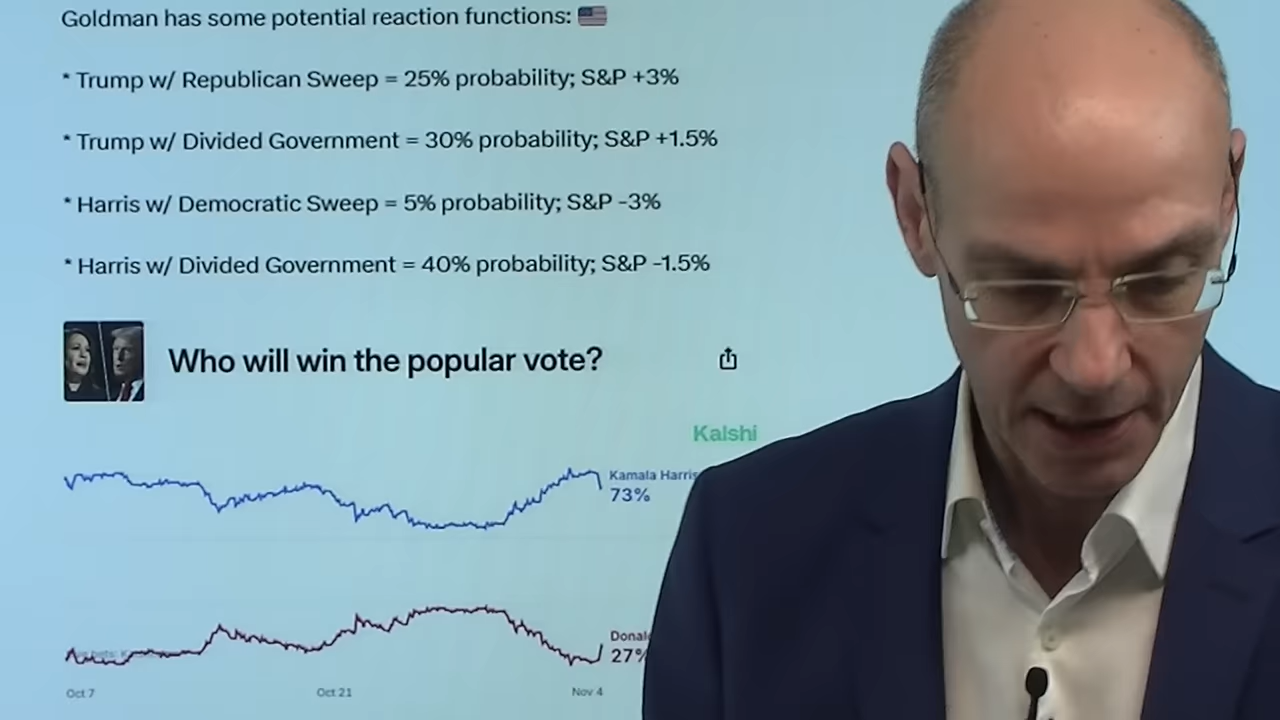 Goldman has some potential reaction functions: 🇺🇸
* Trump w/ Republican Sweep = 25% probability; S&P +3%
* Trump w/ Divided Government = 30% probability; S&P +1.5%
* Harris w/ Democratic Sweep = 5% probability; S&P -3%
* Harris w/ Divided Government = 40% probability; S&P -1.5%
Who will win the popular vote?
Kalshi
Kamala Harris
73%
Donal
27%
Oct 7 Oct 21 Nov 4